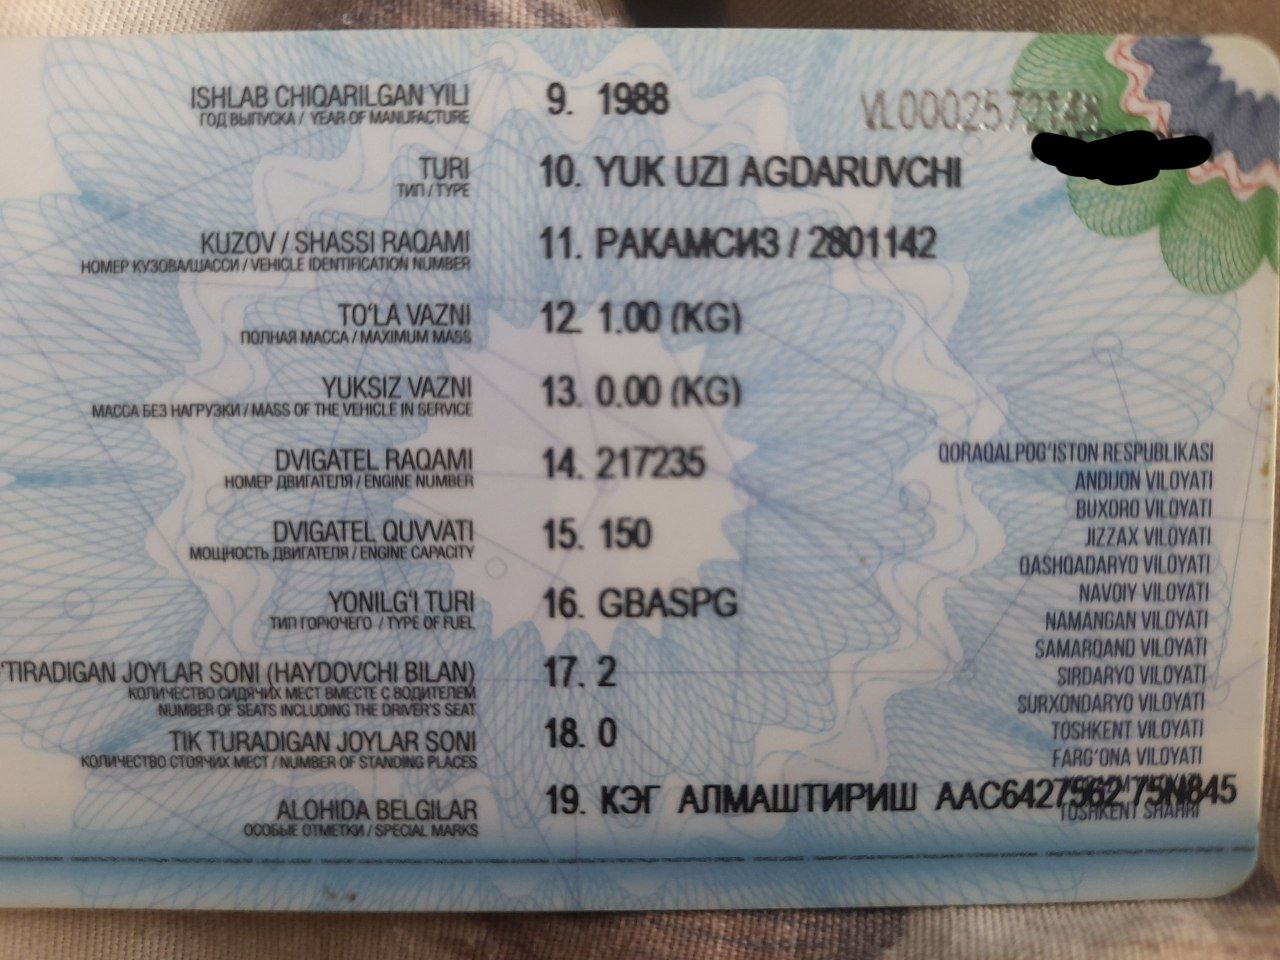 ISHLAB CHIQARILGAN YILI 9. 1988
ГОД ВЫПУСКА / YEAR OF MANUFACTURE
VL0002572148
TURI 10. YUK UZI AGDARUVCHI
ТИП / TYPE
KUZOV / SHASSI RAQAMI 11. РАКАМСИЗ / 2801142
НОМЕР КУЗОВА/ШАССИ / VEHICLE IDENTIFICATION NUMBER
TO‘LA VAZNI 12. 1.00 (KG)
ПОЛНАЯ МАССА / MAXIMUM MASS
YUKSIZ VAZNI 13. 0.00 (KG)
МАССА БЕЗ НАГРУЗКИ / MASS OF THE VEHICLE IN SERVICE
DVIGATEL RAQAMI 14. 217235
НОМЕР ДВИГАТЕЛЯ / ENGINE NUMBER
DVIGATEL QUVVATI 15. 150
МОЩНОСТЬ ДВИГАТЕЛЯ / ENGINE CAPACITY
YONILG‘I TURI 16. GBASPG
ТИП ГОРЮЧЕГО / TYPE OF FUEL
‘TIRADIGAN JOYLAR SONI (HAYDOVCHI BILAN) 17. 2
КОЛИЧЕСТВО СИДЯЧИХ МЕСТ ВМЕСТЕ С ВОДИТЕЛЕМ
NUMBER OF SEATS INCLUDING THE DRIVER'S SEAT
TIK TURADIGAN JOYLAR SONI 18. 0
КОЛИЧЕСТВО СТОЯЧИХ МЕСТ / NUMBER OF STANDING PLACES
ALOHIDA BELGILAR 19. КЭГ АЛМАШТИРИШ ААС6427562 75N845
ОСОБЫЕ ОТМЕТКИ / SPECIAL MARKS
QORAQALPOG‘ISTON RESPUBLIKASI
ANDIJON VILOYATI
BUXORO VILOYATI
JIZZAX VILOYATI
QASHQADARYO VILOYATI
NAVOIY VILOYATI
NAMANGAN VILOYATI
SAMARQAND VILOYATI
SIRDARYO VILOYATI
SURXONDARYO VILOYATI
TOSHKENT VILOYATI
FARG‘ONA VILOYATI
TOSHKENT SHAHRI